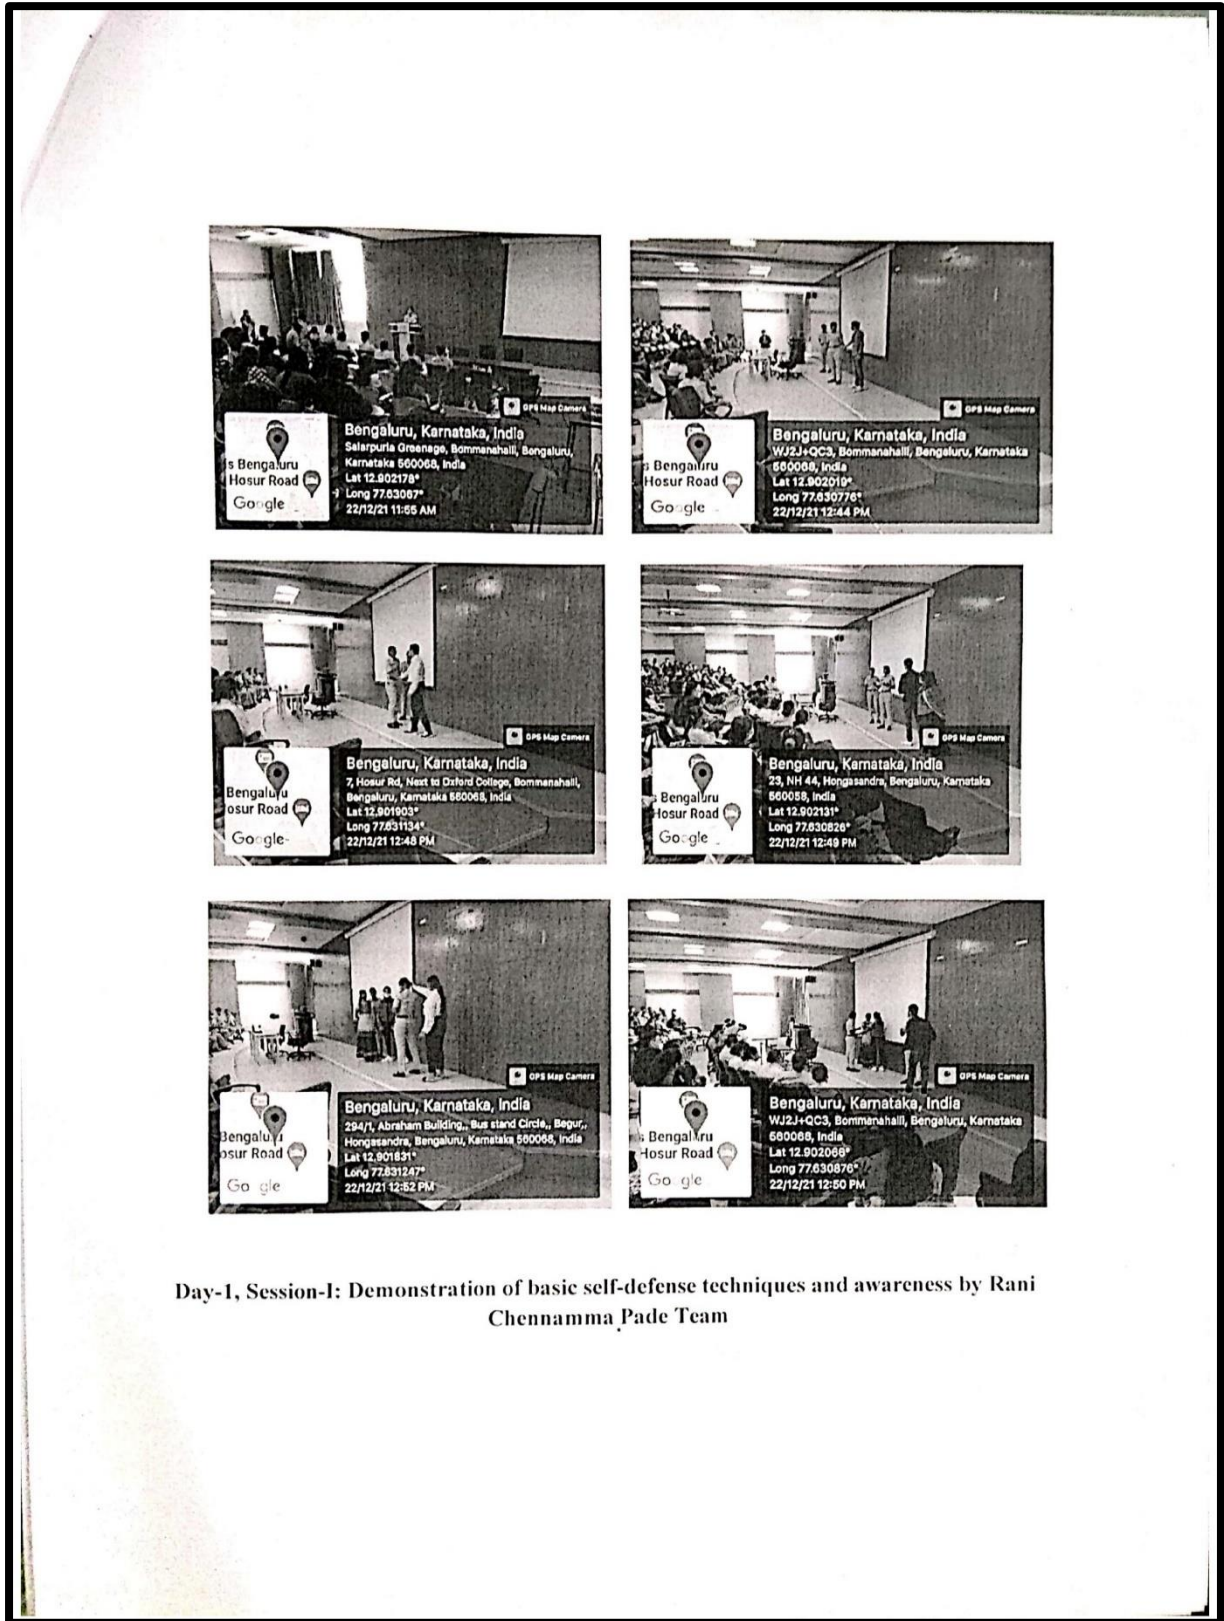 GPS Map Camera
Bengaluru, Karnataka, India
Salarpuria Greenage, Bommanahalli, Bengaluru,
Karnataka 560068, India
Lat 12.902178°
Long 77.63067°
22/12/21 11:55 AM
s Bengaluru
Hosur Road
Google
GPS Map Camera
Bengaluru, Karnataka, India
WJ2J+QC3, Bommanahalli, Bengaluru, Karnataka
560068, India
Lat 12.902019°
Long 77.630776°
22/12/21 12:44 PM
s Bengaluru
Hosur Road
Google
GPS Map Camera
Bengaluru, Karnataka, India
7, Hosur Rd, Next to Oxford College, Bommanahalli,
Bengaluru, Karnataka 560068, India
Lat 12.901903°
Long 77.631134°
22/12/21 12:48 PM
Bengaluru
osur Road
Google
GPS Map Camera
Bengaluru, Karnataka, India
23, NH 44, Hongasandra, Bengaluru, Karnataka
560068, India
Lat 12.902131°
Long 77.630826°
22/12/21 12:49 PM
s Bengaluru
Hosur Road
Google
GPS Map Camera
Bengaluru, Karnataka, India
294/1, Abraham Building,, Bus stand Circle,, Begur,,
Hongasandra, Bengaluru, Karnataka 560068, India
Lat 12.901831°
Long 77.631247°
22/12/21 12:52 PM
Bengaluru
osur Road
Google
GPS Map Camera
Bengaluru, Karnataka, India
WJ2J+QC3, Bommanahalli, Bengaluru, Karnataka
560068, India
Lat 12.902068°
Long 77.630876°
22/12/21 12:50 PM
s Bengaluru
Hosur Road
Google
Day-1, Session-I: Demonstration of basic self-defense techniques and awareness by Rani
Chennamma Pade Team